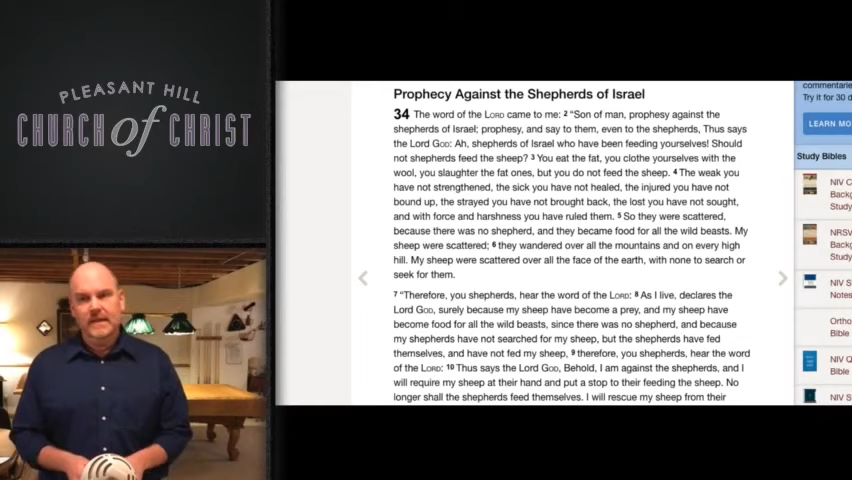 PLEASANT HILL
CHURCH of CHRIST
Prophecy Against the Shepherds of Israel
34 The word of the LORD came to me: 2 "Son of man, prophesy against the
shepherds of Israel; prophesy, and say to them, even to the shepherds, Thus says
the Lord GOD: Ah, shepherds of Israel who have been feeding yourselves! Should
not shepherds feed the sheep? 3 You eat the fat, you clothe yourselves with the
wool, you slaughter the fat ones, but you do not feed the sheep. 4 The weak you
have not strengthened, the sick you have not healed, the injured you have not
bound up, the strayed you have not brought back, the lost you have not sought,
and with force and harshness you have ruled them. 5 So they were scattered,
because there was no shepherd, and they became food for all the wild beasts. My
sheep were scattered; 6 they wandered over all the mountains and on every high
hill. My sheep were scattered over all the face of the earth, with none to search or
seek for them.
7 "Therefore, you shepherds, hear the word of the LORD: 8 As I live, declares the
Lord GOD, surely because my sheep have become a prey, and my sheep have
become food for all the wild beasts, since there was no shepherd, and because
my shepherds have not searched for my sheep, but the shepherds have fed
themselves, and have not fed my sheep, 9 therefore, you shepherds, hear the word
of the LORD: 10 Thus says the Lord GOD, Behold, I am against the shepherds, and I
will require my sheep at their hand and put a stop to their feeding the sheep. No
longer shall the shepherds feed themselves. I will rescue my sheep from their
commentarie
Try it for 30 d
LEARN MO
Study Bibles
NIV C
Backg
Study
NRSV
Backg
Study
NIV S
Notes
Ortho
Bible
NIV Q
Bible
NIV S